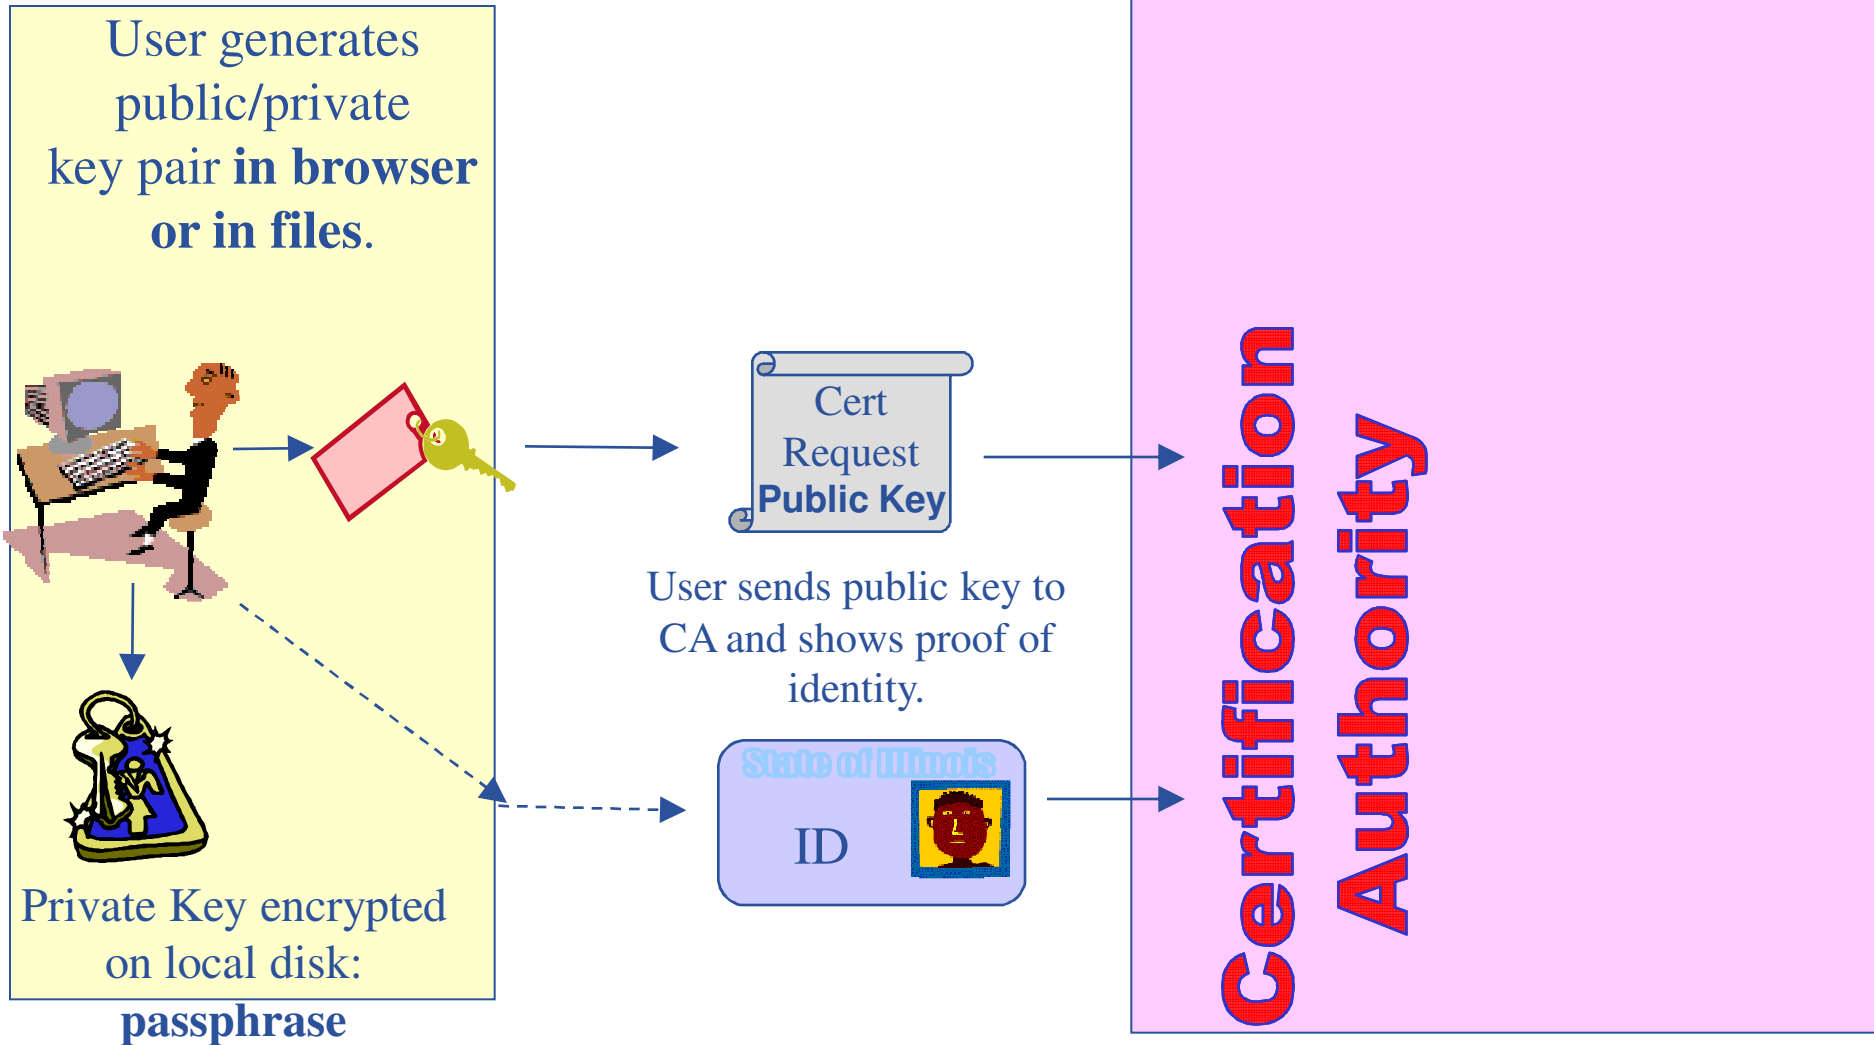 User generates
public/private
key pair in browser
or in files.
Cert
Request
Public Key
User sends public key to
CA and shows proof of
identity.
State of Illinois
ID
Private Key encrypted
on local disk:
passphrase
Certification
Authority